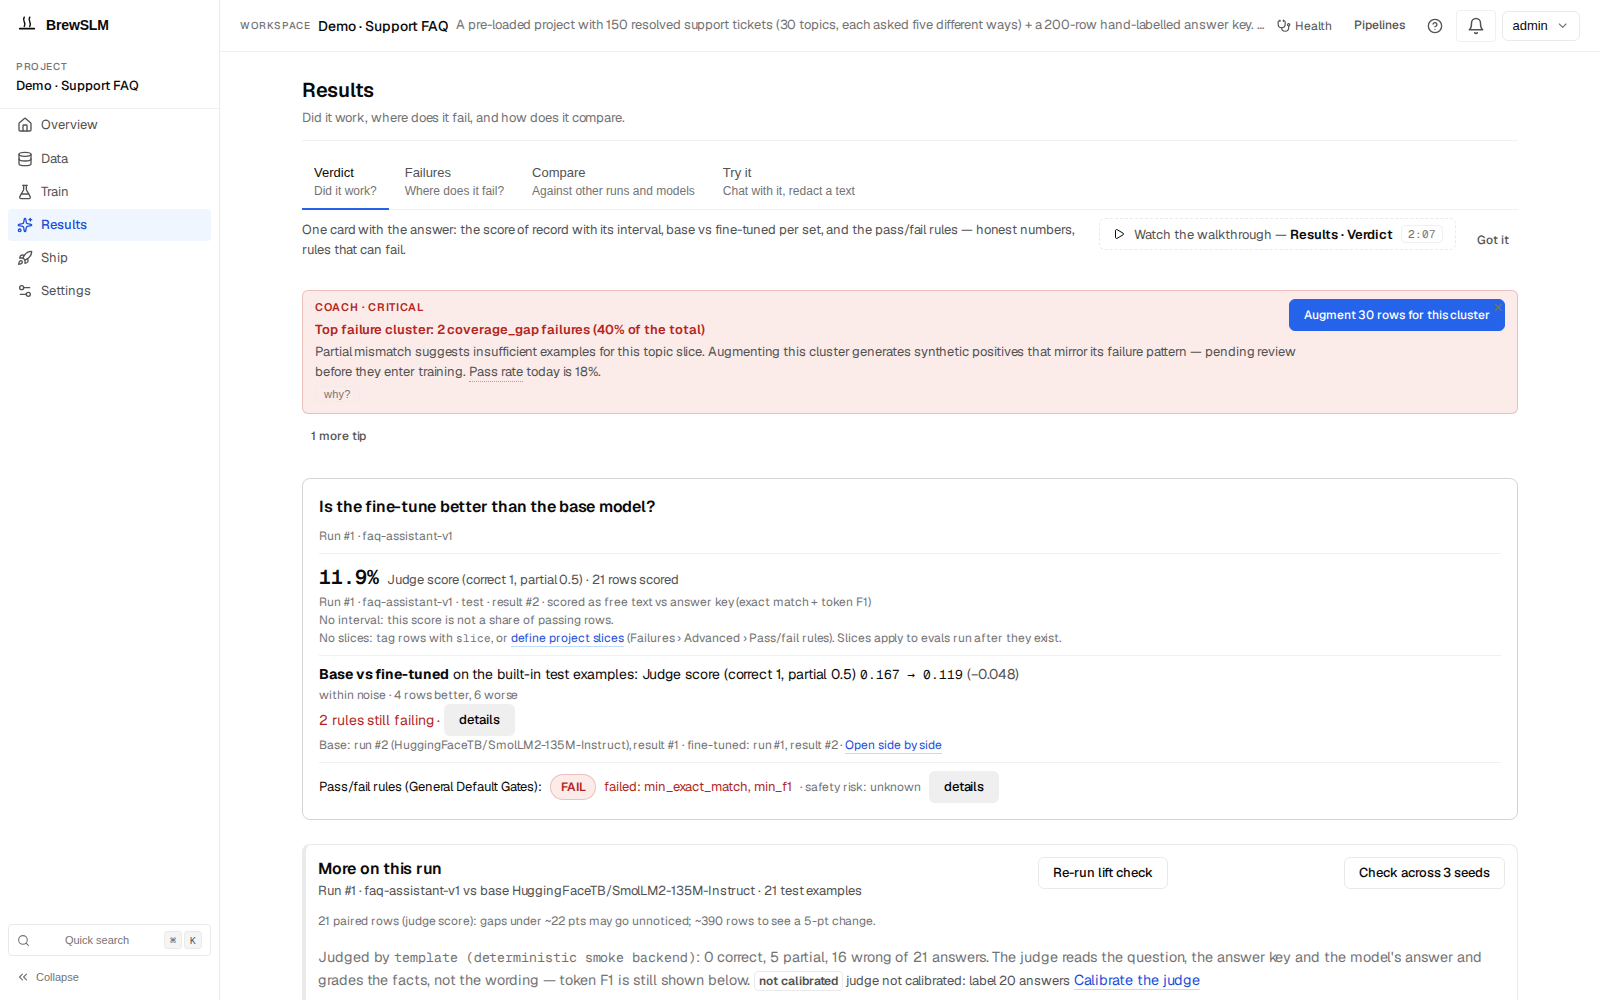 BrewSLM
PROJECT
Demo · Support FAQ
Overview
Data
Train
Results
Ship
Settings
Quick search
⌘ K
Collapse
WORKSPACE Demo · Support FAQ A pre-loaded project with 150 resolved support tickets (30 topics, each asked five different ways) + a 200-row hand-labelled answer key. ... Health Pipelines admin
Results
Did it work, where does it fail, and how does it compare.
Verdict
Did it work?
Failures
Where does it fail?
Compare
Against other runs and models
Try it
Chat with it, redact a text
One card with the answer: the score of record with its interval, base vs fine-tuned per set, and the pass/fail rules — honest numbers,
rules that can fail.
Watch the walkthrough — Results · Verdict 2:07
Got it
COACH · CRITICAL
Top failure cluster: 2 coverage_gap failures (40% of the total)
Partial mismatch suggests insufficient examples for this topic slice. Augmenting this cluster generates synthetic positives that mirror its failure pattern — pending review
before they enter training. Pass rate today is 18%.
why?
Augment 30 rows for this cluster
1 more tip
Is the fine-tune better than the base model?
Run #1 · faq-assistant-v1
11.9% Judge score (correct 1, partial 0.5) · 21 rows scored
Run #1 · faq-assistant-v1 · test · result #2 · scored as free text vs answer key (exact match + token F1)
No interval: this score is not a share of passing rows.
No slices: tag rows with slice, or define project slices (Failures › Advanced › Pass/fail rules). Slices apply to evals run after they exist.
Base vs fine-tuned on the built-in test examples: Judge score (correct 1, partial 0.5) 0.167 → 0.119 (−0.048)
within noise · 4 rows better, 6 worse
2 rules still failing · details
Base: run #2 (HuggingFaceTB/SmolLM2-135M-Instruct), result #1 · fine-tuned: run #1, result #2 · Open side by side
Pass/fail rules (General Default Gates): FAIL failed: min_exact_match, min_f1 · safety risk: unknown details
More on this run
Run #1 · faq-assistant-v1 vs base HuggingFaceTB/SmolLM2-135M-Instruct · 21 test examples
Re-run lift check
Check across 3 seeds
21 paired rows (judge score): gaps under ~22 pts may go unnoticed; ~390 rows to see a 5-pt change.
Judged by template (deterministic smoke backend): 0 correct, 5 partial, 16 wrong of 21 answers. The judge reads the question, the answer key and the model's answer and
grades the facts, not the wording — token F1 is still shown below. not calibrated judge not calibrated: label 20 answers Calibrate the judge